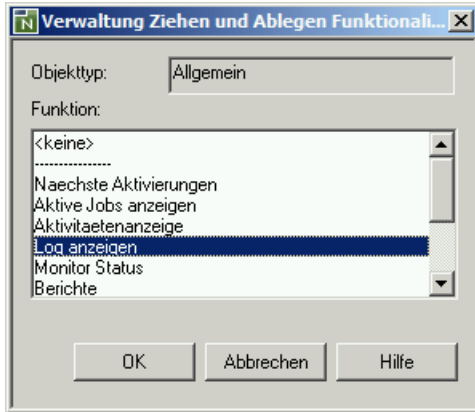 Verwaltung Ziehen und Ablegen Funktionali...
Objekttyp: Allgemein
Funktion:
<keine>
---------------
Naechste Aktivierungen
Aktive Jobs anzeigen
Aktivitaetenanzeige
Log anzeigen
Monitor Status
Berichte
OK Abbrechen Hilfe